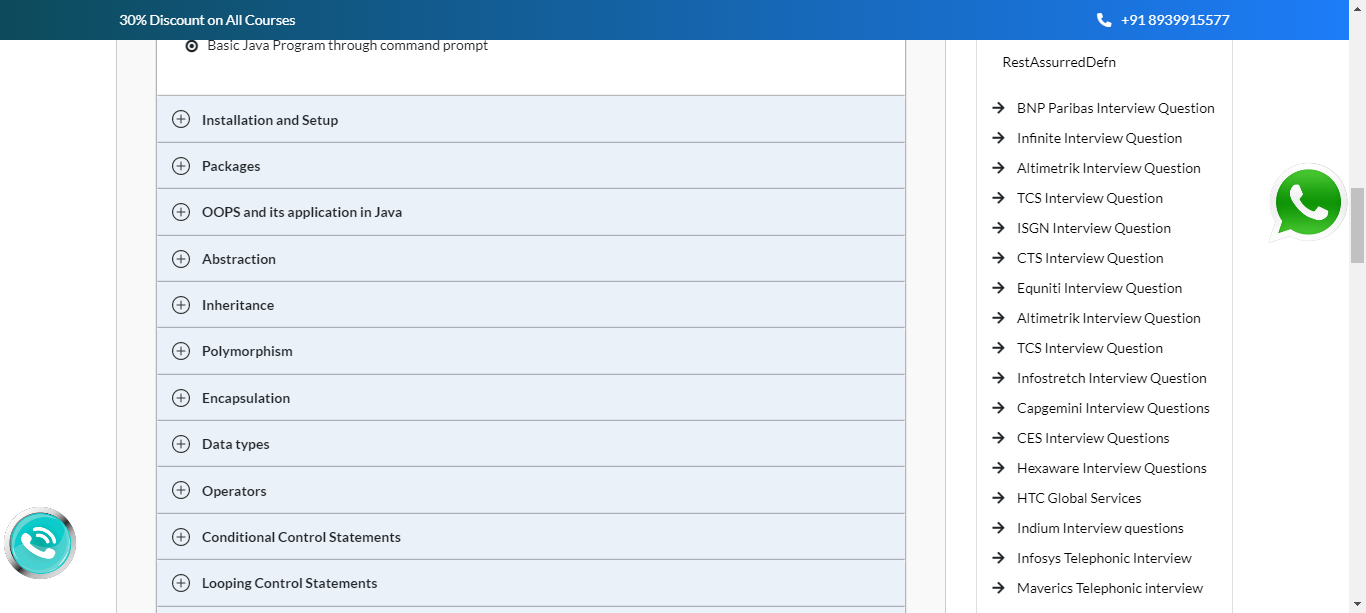 30% Discount on All Courses
+91 8939915577
Basic Java Program through command prompt
Installation and Setup
Packages
OOPS and its application in Java
Abstraction
Inheritance
Polymorphism
Encapsulation
Data types
Operators
Conditional Control Statements
Looping Control Statements
RestAssurredDefn
BNP Paribas Interview Question
Infinite Interview Question
Altimetrik Interview Question
TCS Interview Question
ISGN Interview Question
CTS Interview Question
Equniti Interview Question
Altimetrik Interview Question
TCS Interview Question
Infostretch Interview Question
Capgemini Interview Questions
CES Interview Questions
Hexaware Interview Questions
HTC Global Services
Indium Interview questions
Infosys Telephonic Interview
Maverics Telephonic interview